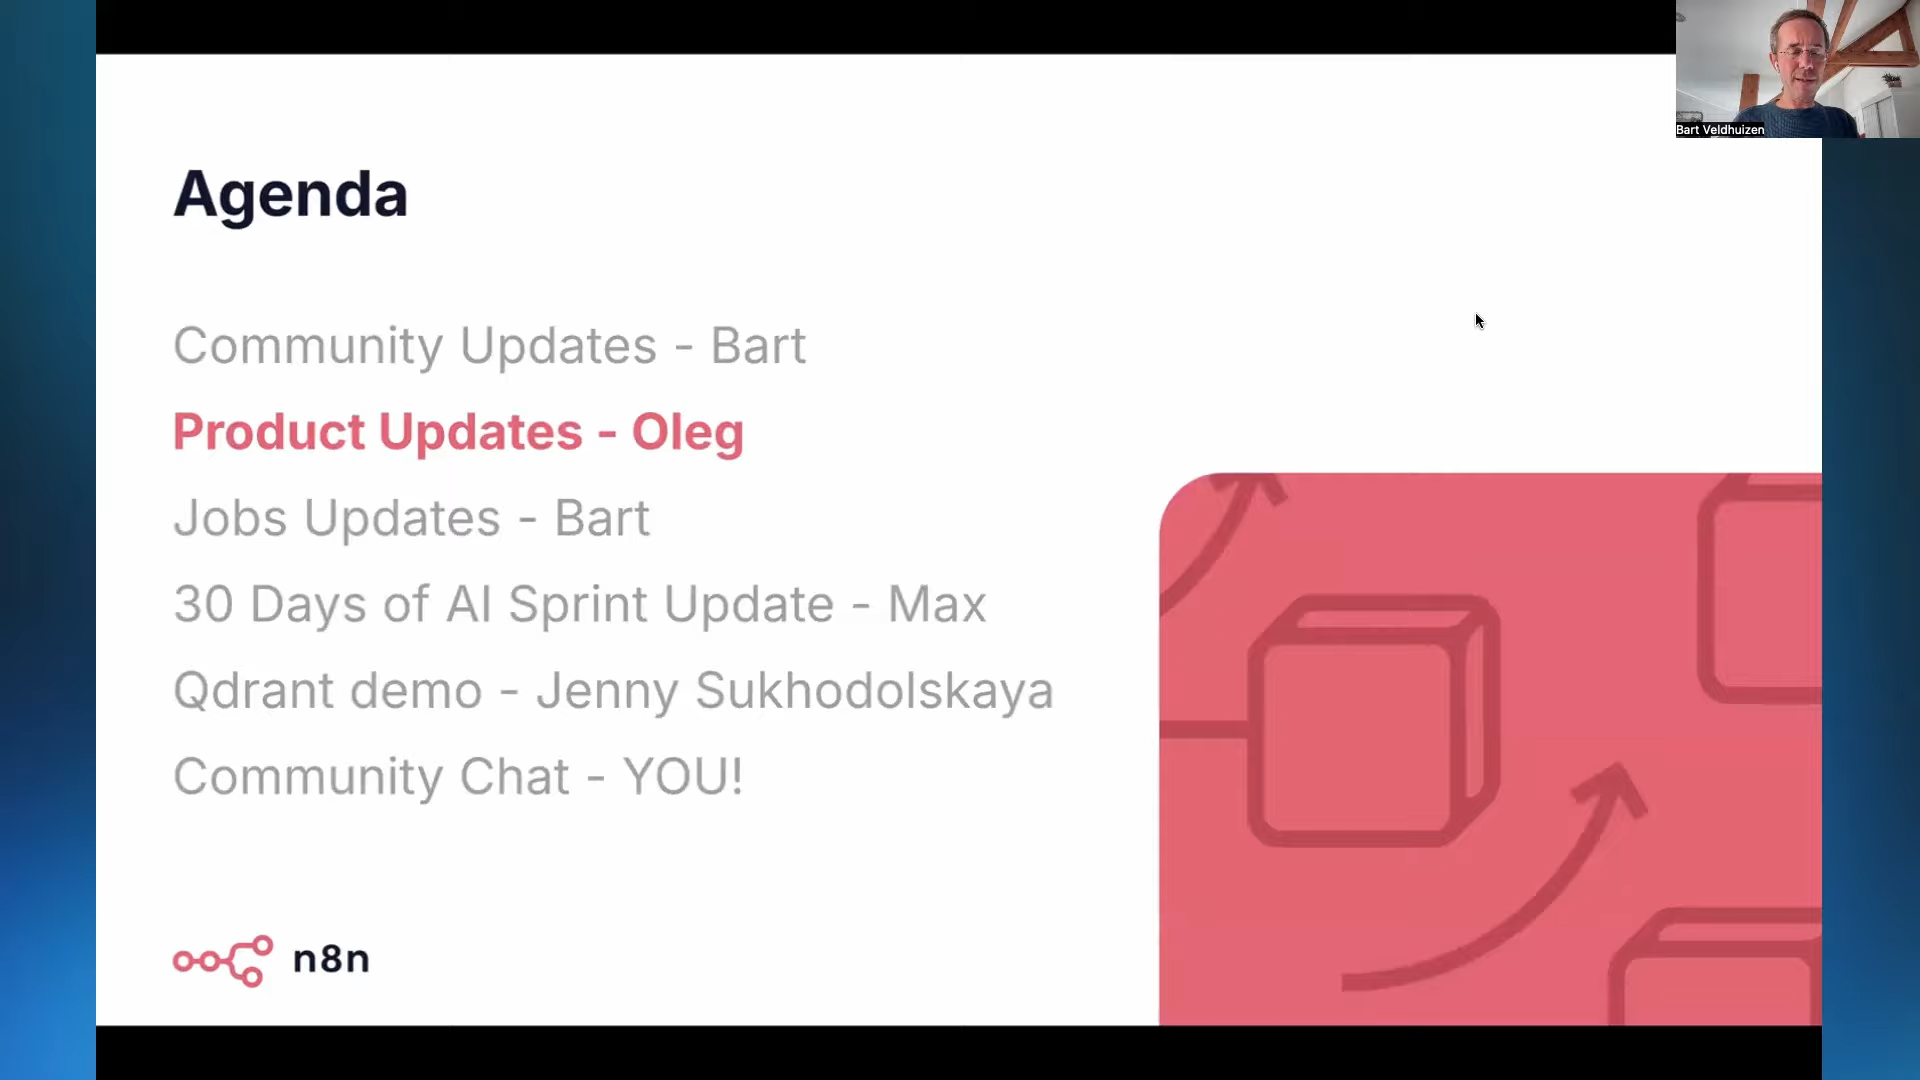 Bart Veldhuizen
Agenda
Community Updates - Bart
Product Updates - Oleg
Jobs Updates - Bart
30 Days of AI Sprint Update - Max
Qdrant demo - Jenny Sukhodolskaya
Community Chat - YOU!
n8n